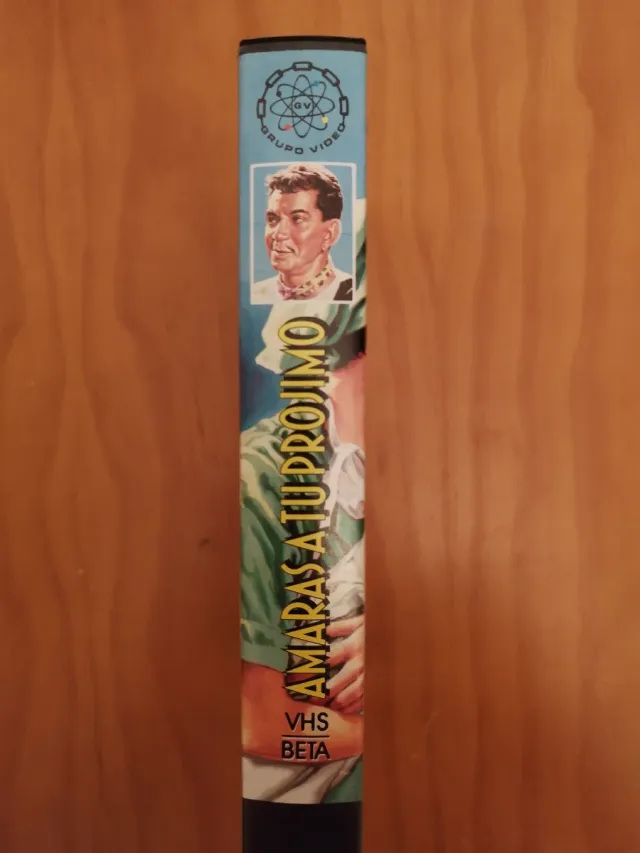 GV
GRUPO VIDEO
AMARAS A TU PROJIMO
VHS
BETA